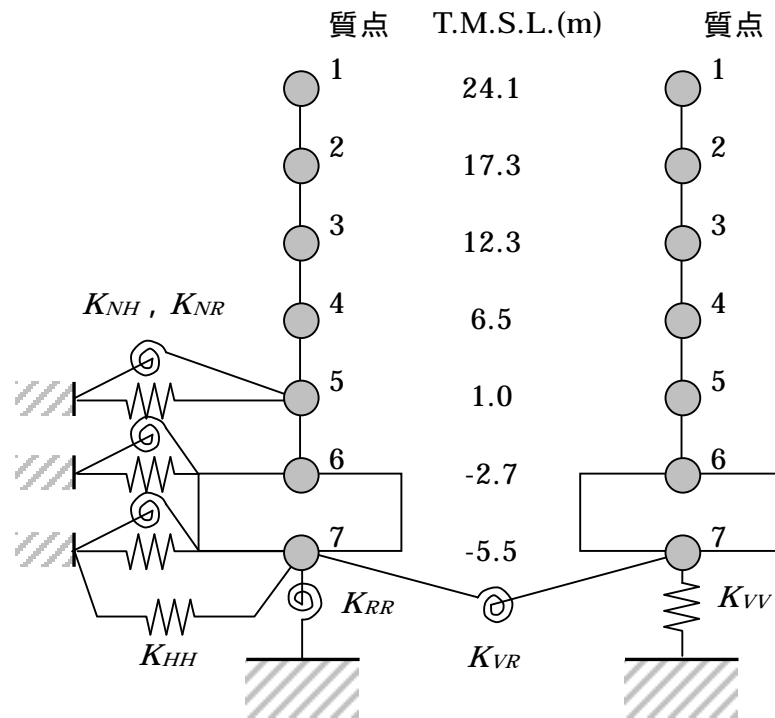 質点 T.M.S.L.(m) 質点
1 24.1 1
2 17.3 2
3 12.3 3
KNH , KNR 4 6.5 4
5 1.0 5
6 -2.7 6
7 -5.5 7
KRR KVV
KHH KVR